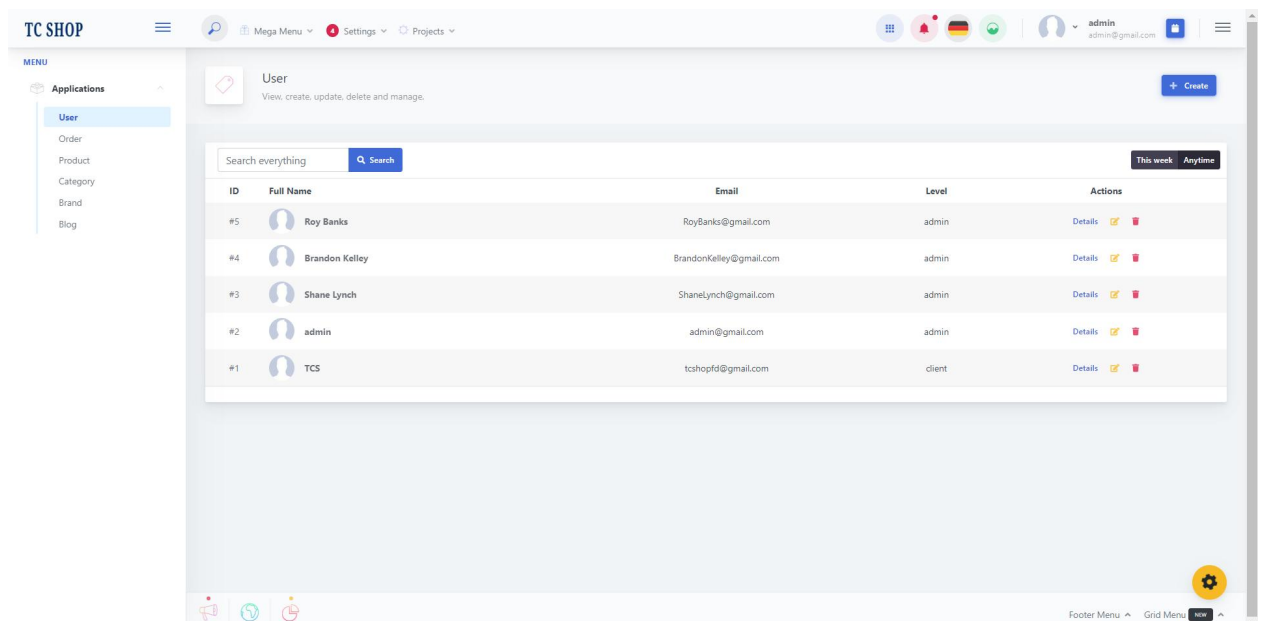 TC SHOP
Mega Menu 4 Settings Projects
admin
admin@gmail.com
MENU
Applications
User
Order
Product
Category
Brand
Blog
User
View, create, update, delete and manage.
+ Create
Search everything Search
This week Anytime
ID Full Name Email Level Actions
#5 Roy Banks RoyBanks@gmail.com admin Details
#4 Brandon Kelley BrandonKelley@gmail.com admin Details
#3 Shane Lynch ShaneLynch@gmail.com admin Details
#2 admin admin@gmail.com admin Details
#1 TCS tcshopfd@gmail.com client Details
Footer Menu Grid Menu NEW